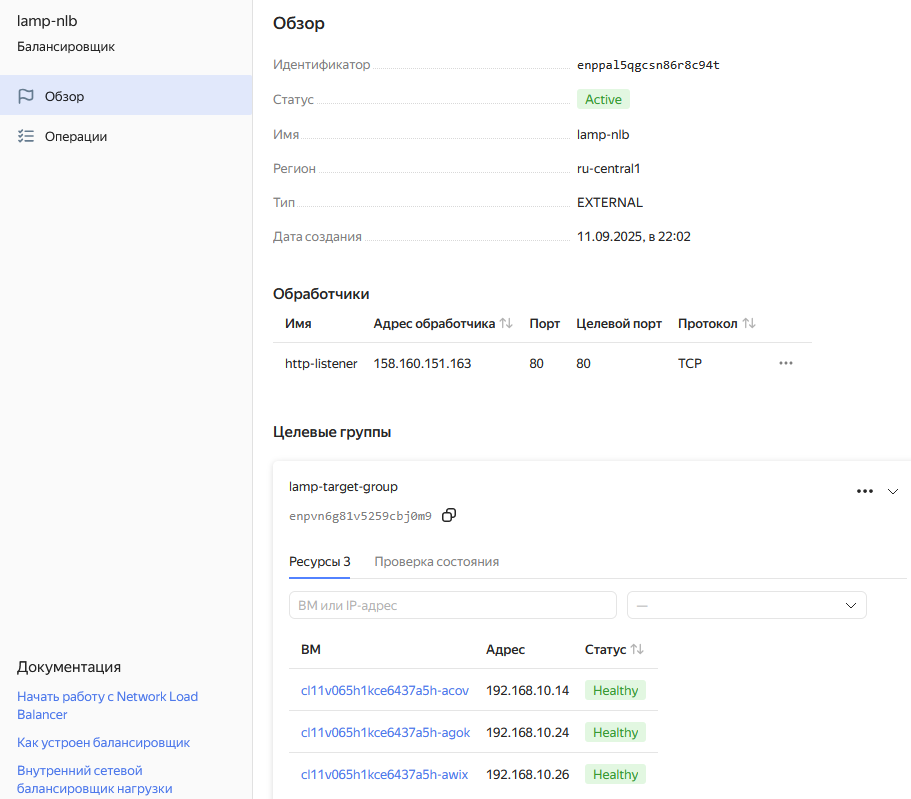 lamp-nlb
Балансировщик
Обзор
Операции
Документация
Начать работу с Network Load
Balancer
Как устроен балансировщик
Внутренний сетевой
балансировщик нагрузки
Обзор
Идентификатор enppal5qgcsn86r8c94t
Статус Active
Имя lamp-nlb
Регион ru-central1
Тип EXTERNAL
Дата создания 11.09.2025, в 22:02
Обработчики
Имя Адрес обработчика Порт Целевой порт Протокол
http-listener 158.160.151.163 80 80 TCP
Целевые группы
lamp-target-group
enpvn6g81v5259cbj0m9
Ресурсы 3 Проверка состояния
ВМ или IP-адрес —
ВМ Адрес Статус
cl11v065h1kce6437a5h-acov 192.168.10.14 Healthy
cl11v065h1kce6437a5h-agok 192.168.10.24 Healthy
cl11v065h1kce6437a5h-awix 192.168.10.26 Healthy